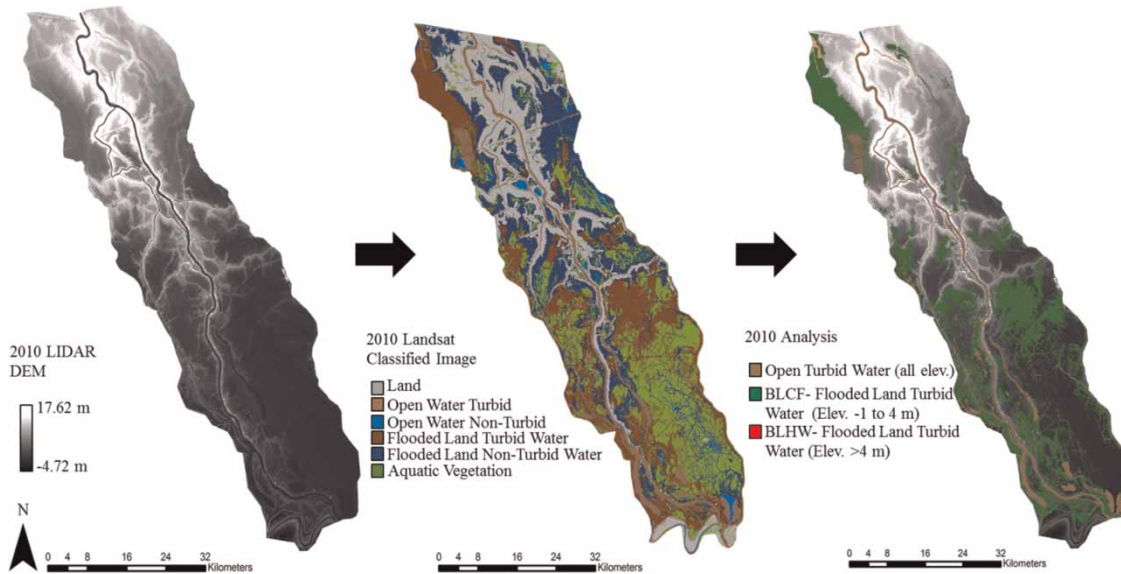 2010 LIDAR
DEM
17.62 m
-4.72 m
N
0 4 8 16 24 32
Kilometers
2010 Landsat
Classified Image
Land
Open Water Turbid
Open Water Non-Turbid
Flooded Land Turbid Water
Flooded Land Non-Turbid Water
Aquatic Vegetation
0 4 8 16 24 32
Kilometers
2010 Analysis
Open Turbid Water (all elev.)
BLCF- Flooded Land Turbid
Water (Elev. -1 to 4 m)
BLHW- Flooded Land Turbid
Water (Elev. >4 m)
0 4 8 16 24 32
Kilometers